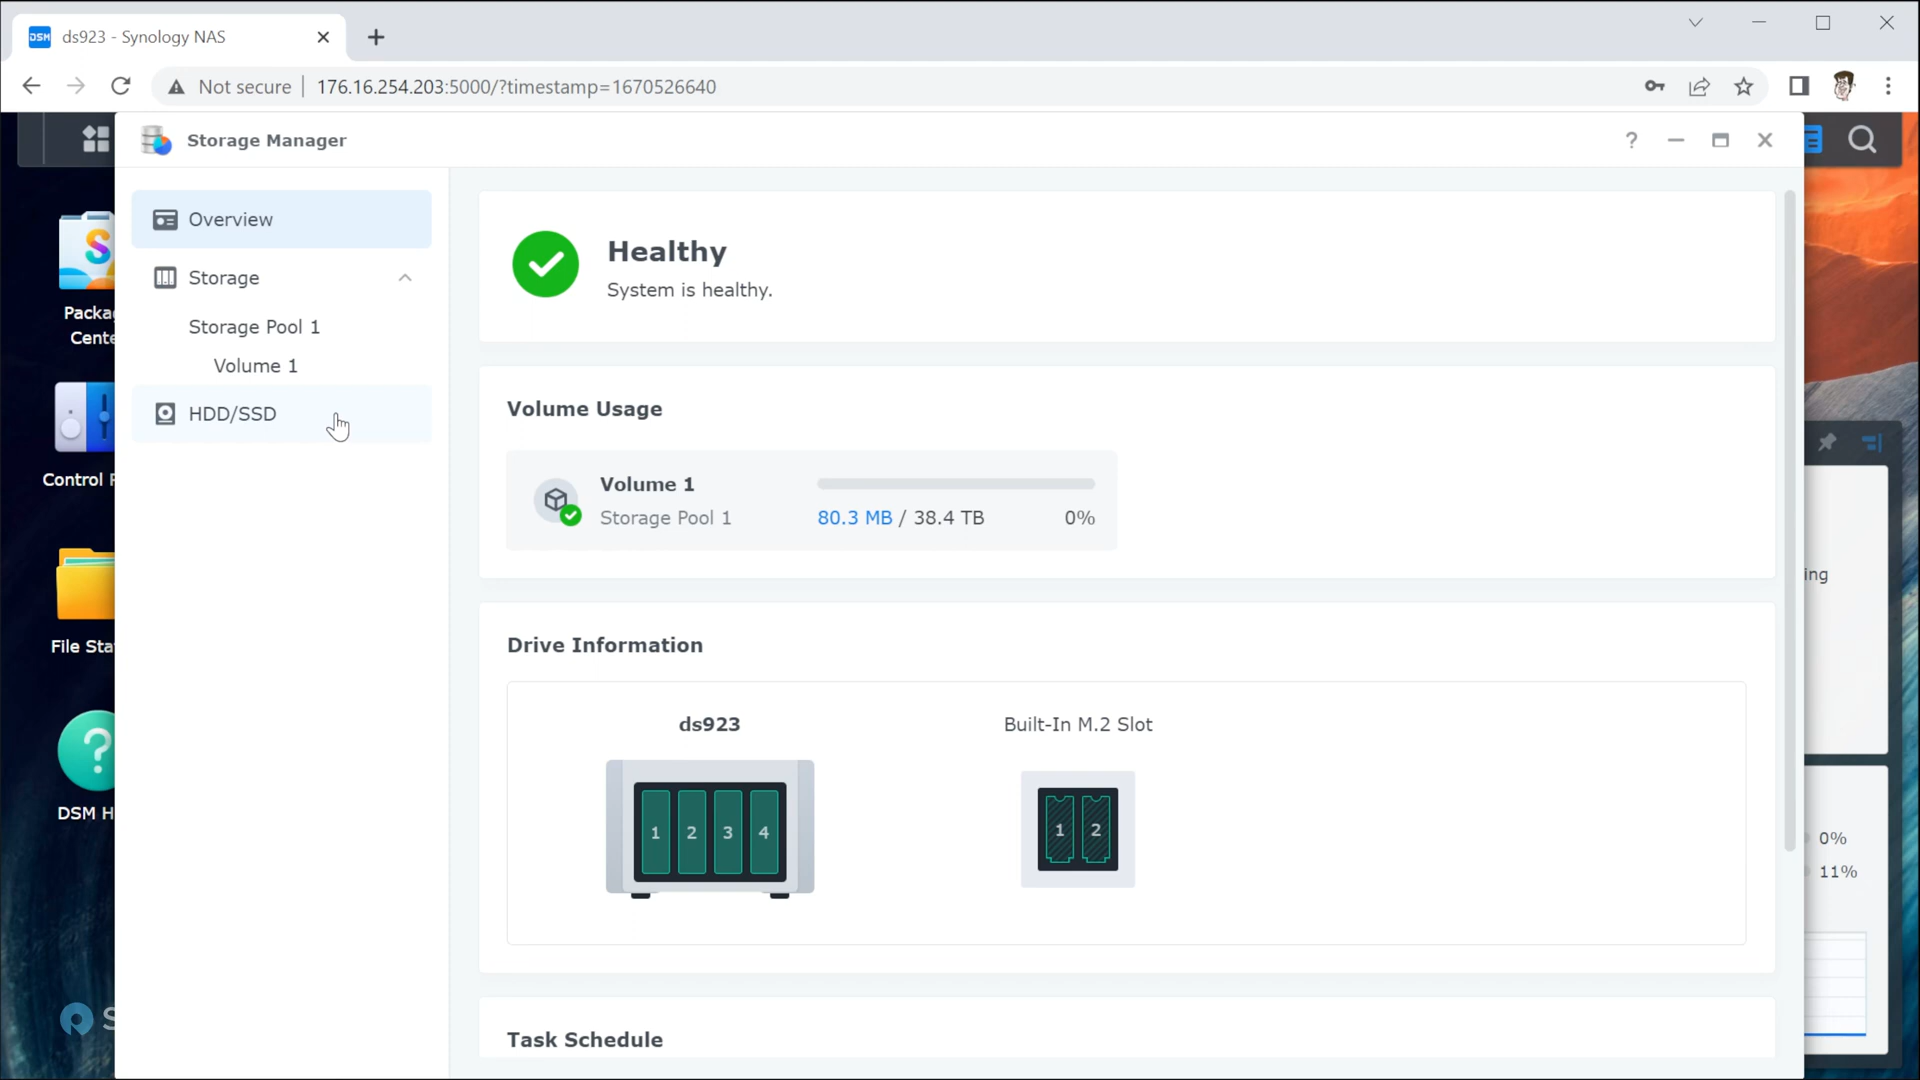 DSM ds923 - Synology NAS
Not secure 176.16.254.203:5000/?timestamp=1670526640
Storage Manager
?
Overview
Storage
Storage Pool 1
Volume 1
HDD/SSD
S
Packa
Cente
Control P
File Sta
?
DSM H
S
Healthy
System is healthy.
Volume Usage
Volume 1
Storage Pool 1
80.3 MB / 38.4 TB
0%
Drive Information
ds923
1 2 3 4
Built-In M.2 Slot
1 2
Task Schedule
ing
0%
11%